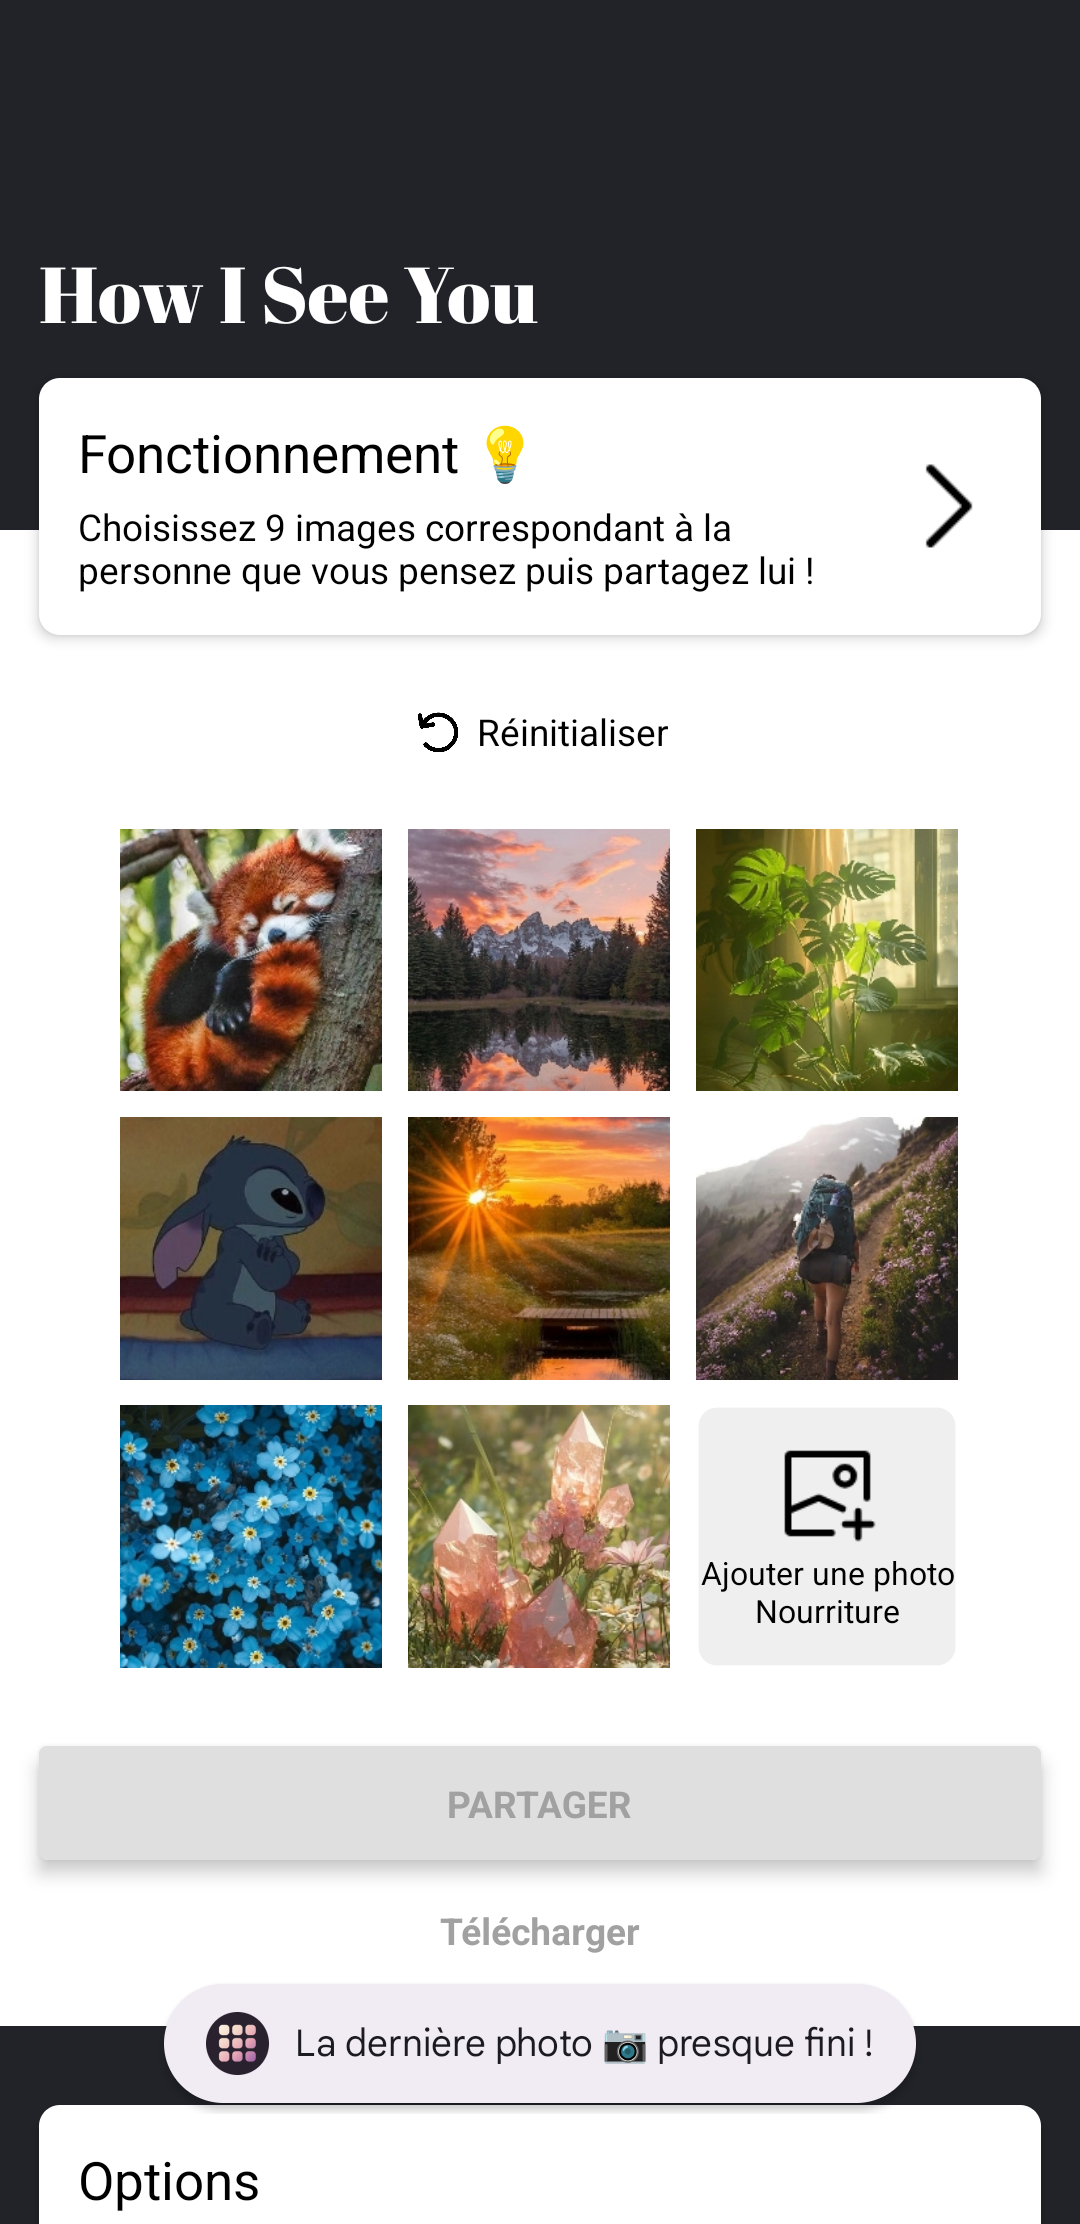 How I See You
Fonctionnement 💡
Choisissez 9 images correspondant à la
personne que vous pensez puis partagez lui !
Réinitialiser
Ajouter une photo
Nourriture
PARTAGER
Télécharger
La dernière photo 📷 presque fini !
Options